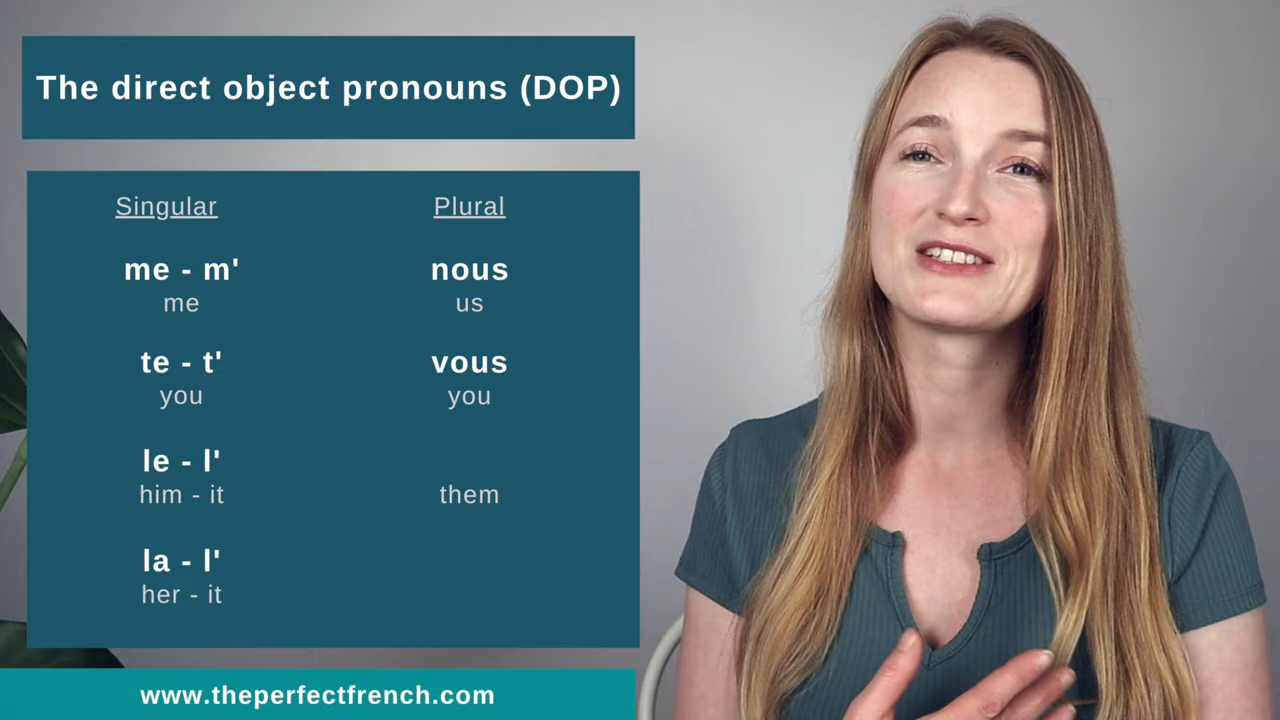 The direct object pronouns (DOP)
Singular
Plural
me - m'
me
nous
us
te - t'
you
vous
you
le - l'
him - it
them
la - l'
her - it
www.theperfectfrench.com